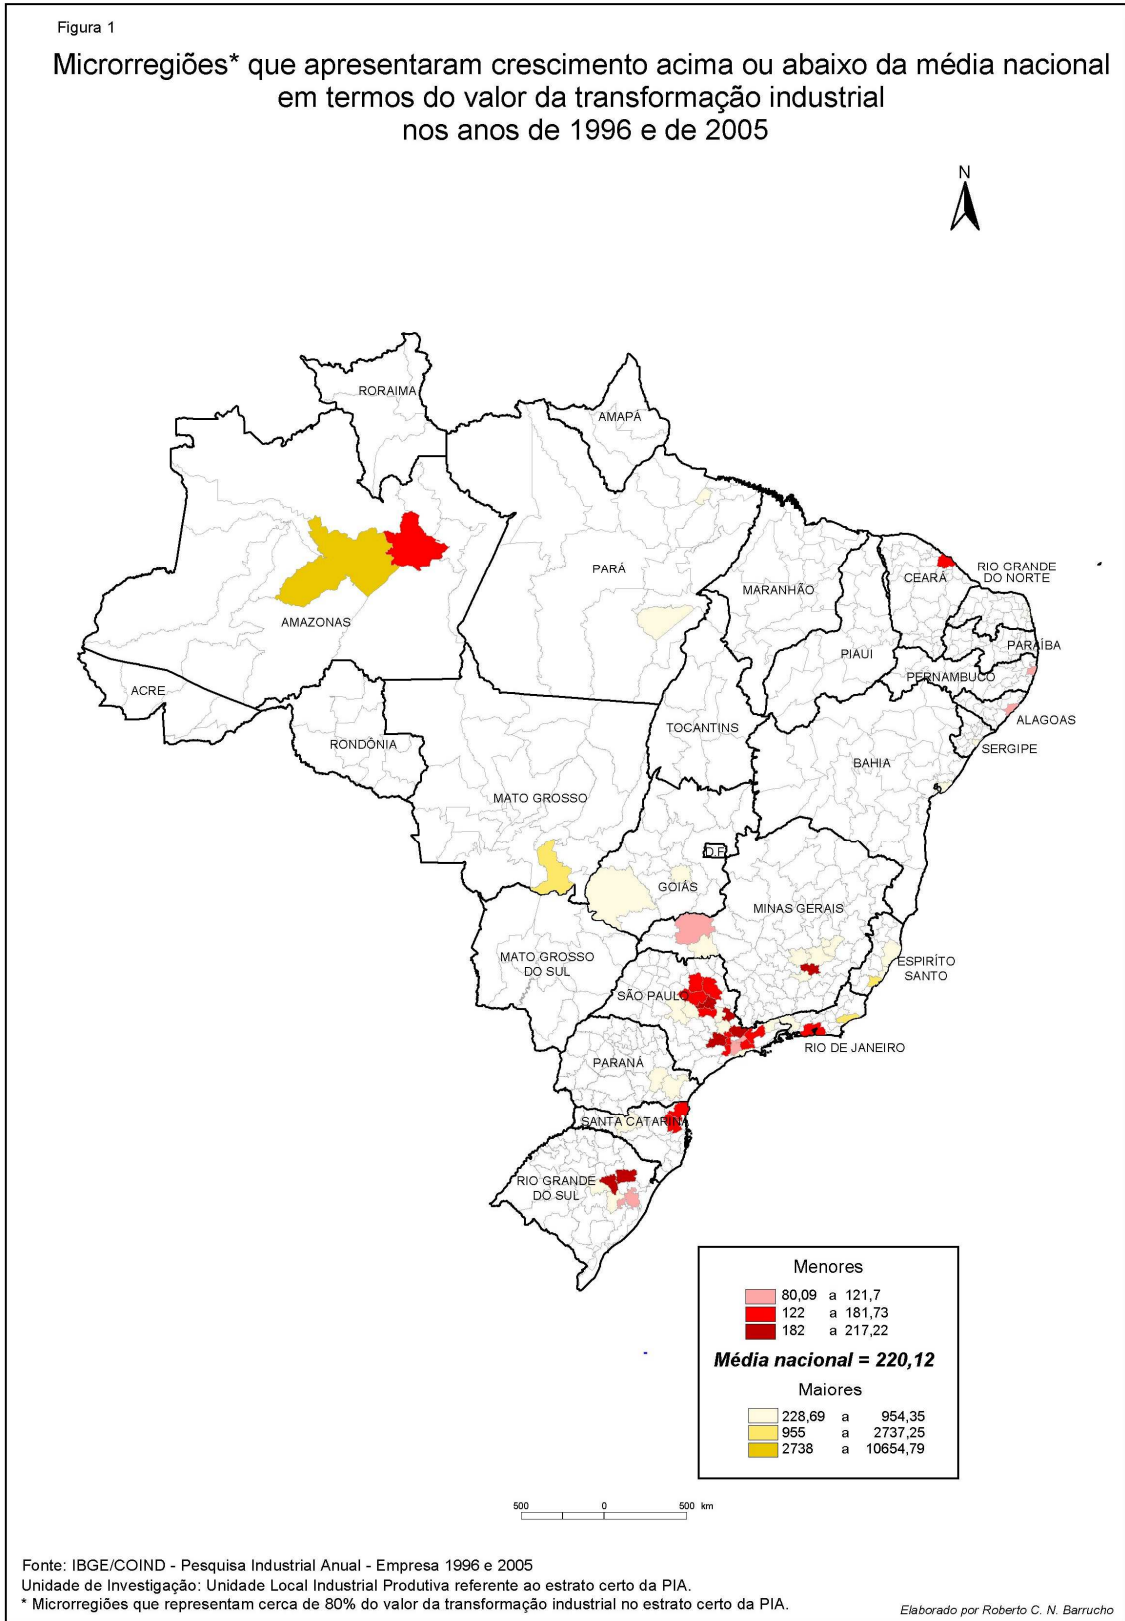 Figura 1
Microrregiões* que apresentaram crescimento acima ou abaixo da média nacional
em termos do valor da transformação industrial
nos anos de 1996 e de 2005
N
RORAIMA
AMAPÁ
PARÁ
MARANHÃO
CEARÁ
RIO GRANDE
DO NORTE
AMAZONAS
PIAUI
PARAÍBA
PERNAMBUCO
ACRE
ALAGOAS
TOCANTINS
RONDÔNIA
SERGIPE
BAHIA
MATO GROSSO
D.F.
GOIÁS
MINAS GERAIS
MATO GROSSO
DO SUL
ESPIRÍTO
SANTO
SÃO PAULO
RIO DE JANEIRO
PARANÁ
SANTA CATARINA
RIO GRANDE
DO SUL
Menores
80,09 a 121,7
122 a 181,73
182 a 217,22
Média nacional = 220,12
Maiores
228,69 a 954,35
955 a 2737,25
2738 a 10654,79
500 0 500 km
Fonte: IBGE/COIND - Pesquisa Industrial Anual - Empresa 1996 e 2005
Unidade de Investigação: Unidade Local Industrial Produtiva referente ao estrato certo da PIA.
* Microrregiões que representam cerca de 80% do valor da transformação industrial no estrato certo da PIA.
Elaborado por Roberto C. N. Barrucho